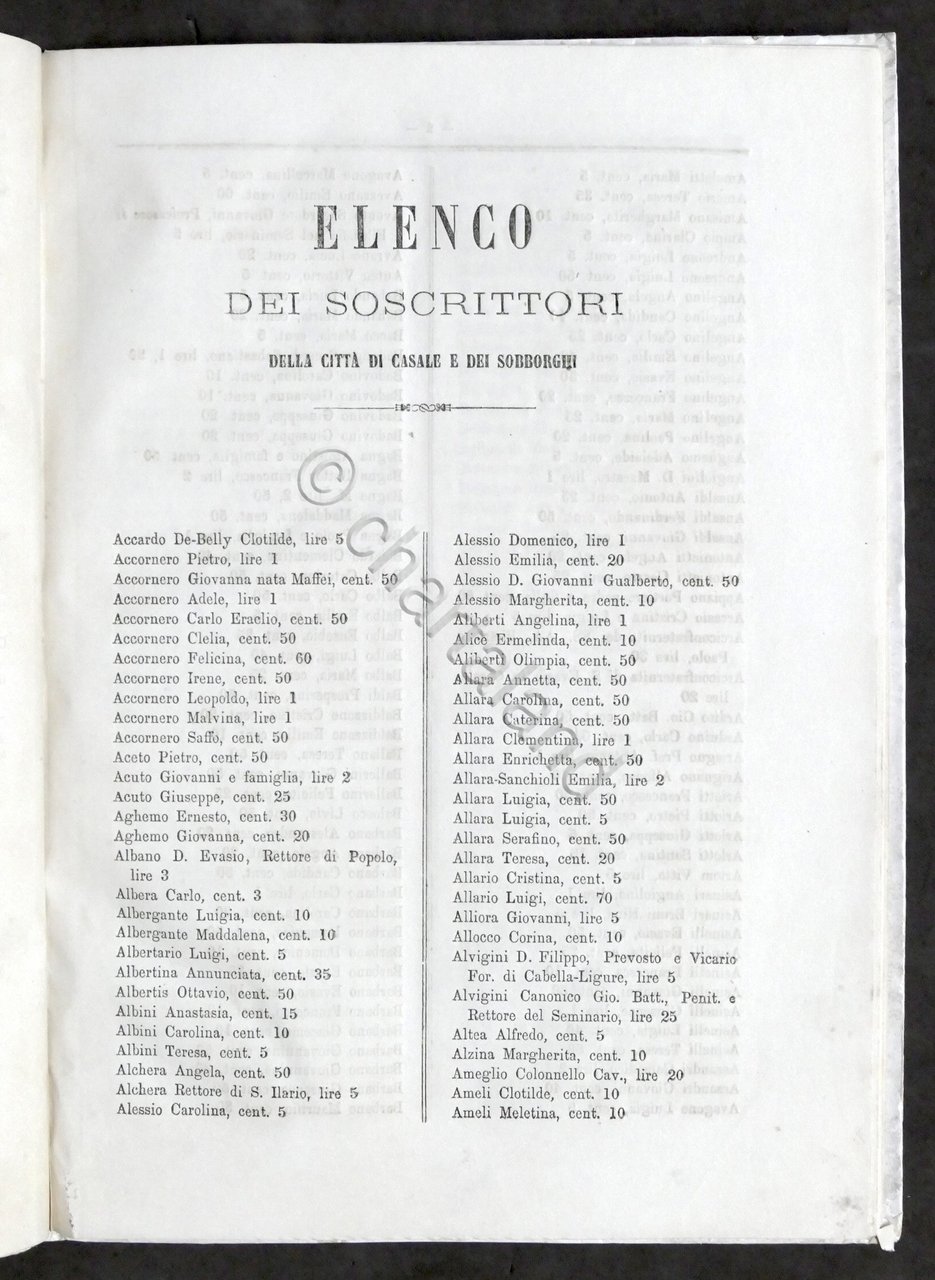 ELENCO
DEI SOSCRITTORI
DELLA CITTÀ DI CASALE E DEI SOBBORGHI
Accardo De-Belly Clotilde, lire 5
Accornero Pietro, lire 1
Accornero Giovanna nata Maffei, cent. 50
Accornero Adele, lire 1
Accornero Carlo Eraclio, cent. 50
Accornero Clelia, cent. 50
Accornero Felicina, cent. 60
Accornero Irene, cent. 50
Accornero Leopoldo, lire 1
Accornero Malvina, lire 1
Accornero Saffo, cent. 50
Aceto Pietro, cent. 50
Acuto Giovanni e famiglia, lire 2
Acuto Giuseppe, cent. 25
Aghemo Ernesto, cent. 30
Aghemo Giovanna, cent. 20
Albano D. Evasio, Rettore di Popolo,
lire 3
Albera Carlo, cent. 3
Albergante Luigia, cent. 10
Albergante Maddalena, cent. 10
Albertario Luigi, cent. 5
Albertina Annunciata, cent. 35
Albertis Ottavio, cent. 50
Albini Anastasia, cent. 15
Albini Carolina, cent. 10
Albini Teresa, cent. 5
Alchera Angela, cent. 50
Alchera Rettore di S. Ilario, lire 5
Alessio Carolina, cent. 5
Alessio Domenico, lire 1
Alessio Emilia, cent. 20
Alessio D. Giovanni Gualberto, cent. 50
Alessio Margherita, cent. 10
Aliberti Angelina, lire 1
Alice Ermelinda, cent. 10
Aliberti Olimpia, cent. 50
Allara Annetta, cent. 50
Allara Carolina, cent. 50
Allara Caterina, cent. 50
Allara Clementina, lire 1
Allara Enrichetta, cent. 50
Allara-Sanchioli Emilia, lire 2
Allara Luigia, cent. 50
Allara Luigia, cent. 5
Allara Serafino, cent. 50
Allara Teresa, cent. 20
Allario Cristina, cent. 5
Allario Luigi, cent. 70
Alliora Giovanni, lire 5
Allocco Corina, cent. 10
Alvigini D. Filippo, Prevosto e Vicario
For. di Cabella-Ligure, lire 5
Alvigini Canonico Gio. Batt., Penit. e
Rettore del Seminario, lire 25
Altea Alfredo, cent. 5
Alzina Margherita, cent. 10
Ameglio Colonnello Cav., lire 20
Ameli Clotilde, cent. 10
Ameli Meletina, cent. 10
© chartaland